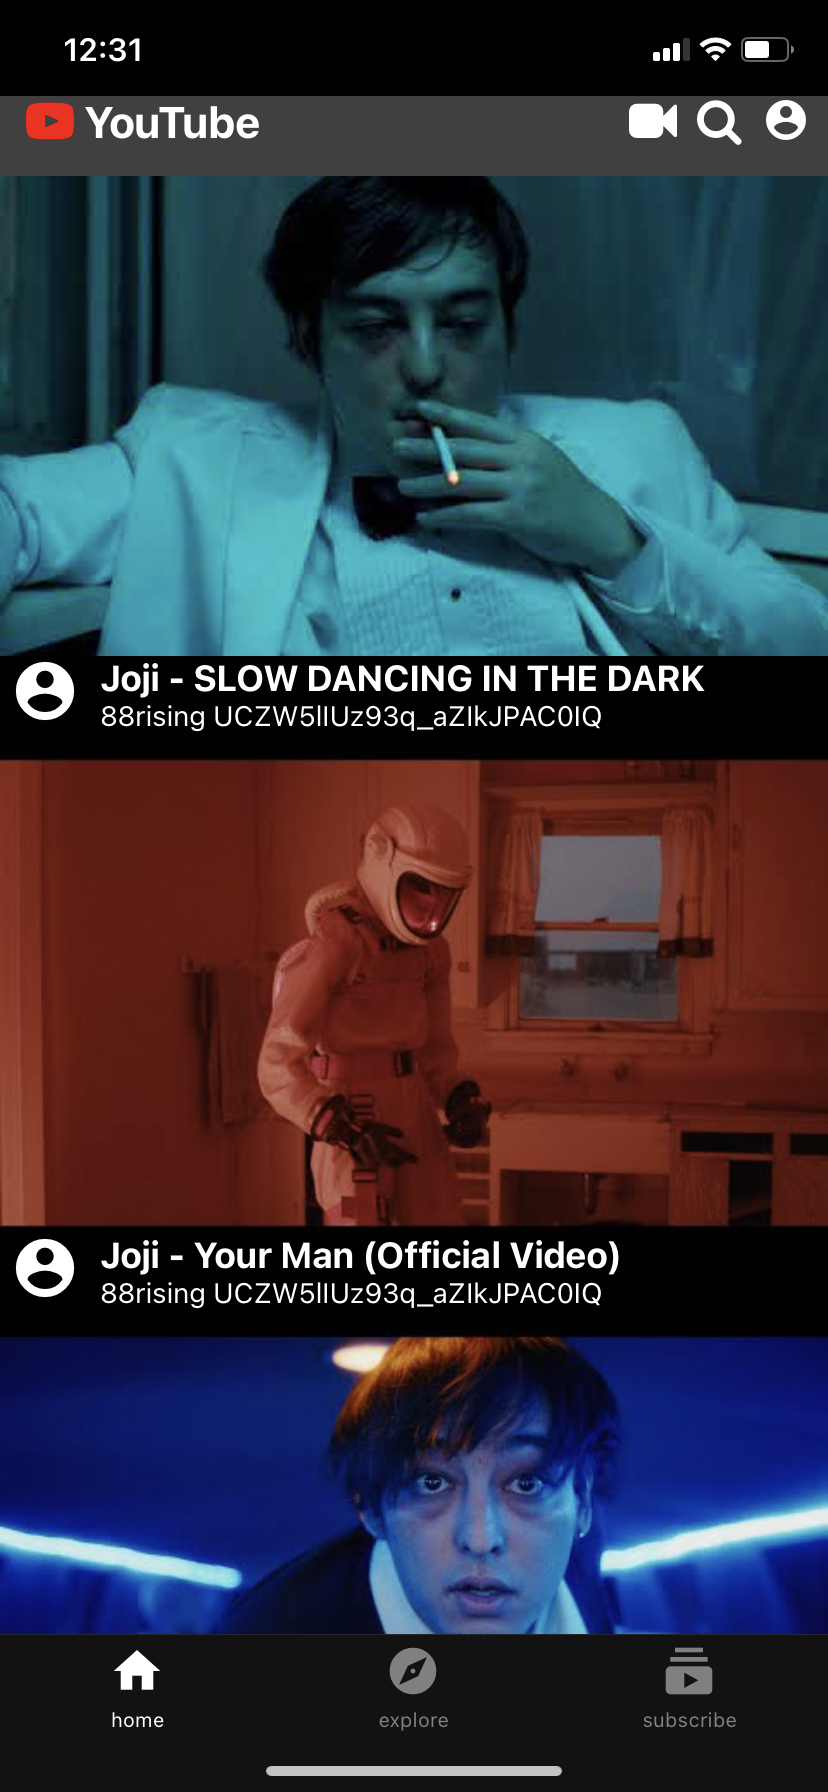 12:31
YouTube
Joji - SLOW DANCING IN THE DARK
88rising UCZW5lIUz93q_aZIkJPAC0IQ
Joji - Your Man (Official Video)
88rising UCZW5lIUz93q_aZIkJPAC0IQ
home
explore
subscribe